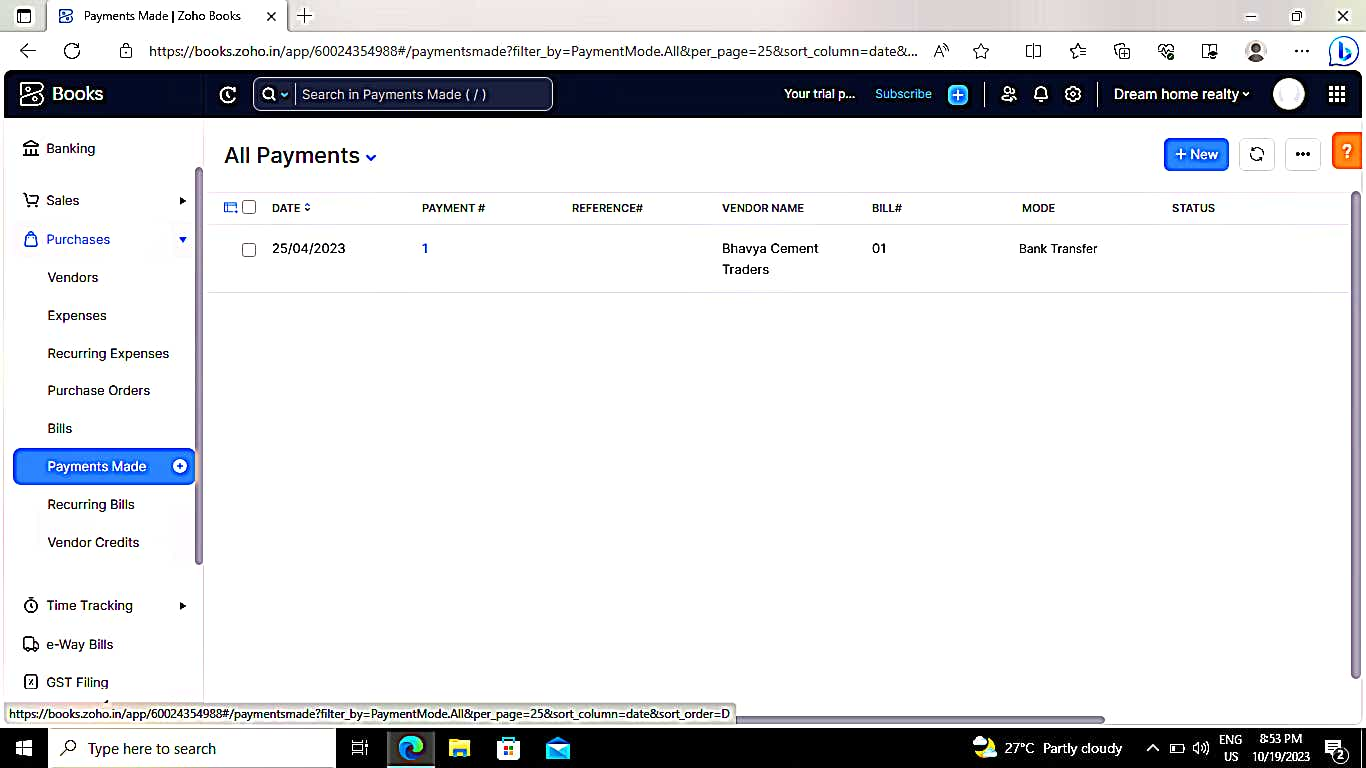 Payments Made | Zoho Books
https://books.zoho.in/app/60024354988#/paymentsmade?filter_by=PaymentMode.All&per_page=25&sort_column=date&...
Books
Search in Payments Made ( / )
Your trial p...
Subscribe
Dream home realty
Banking
Sales
Purchases
Vendors
Expenses
Recurring Expenses
Purchase Orders
Bills
Payments Made
Recurring Bills
Vendor Credits
Time Tracking
e-Way Bills
GST Filing
All Payments
+ New
?
DATE PAYMENT # REFERENCE# VENDOR NAME BILL# MODE STATUS
25/04/2023 1 Bhavya Cement 01 Bank Transfer
Traders
https://books.zoho.in/app/60024354988#/paymentsmade?filter_by=PaymentMode.All&per_page=25&sort_column=date&sort_order=D
Type here to search
27°C Partly cloudy
ENG
US
8:53 PM
10/19/2023
2